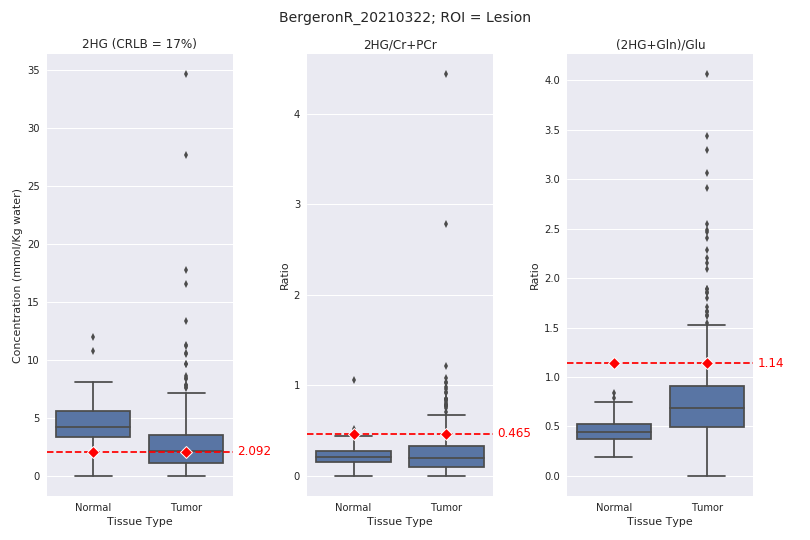 BergeronR_20210322; ROI = Lesion
2HG (CRLB = 17%)
Concentration (mmol/Kg water)
35
30
25
20
15
10
5
0
2.092
Normal
Tumor
Tissue Type
2HG/Cr+PCr
Ratio
4
3
2
1
0
0.465
Normal
Tumor
Tissue Type
(2HG+Gln)/Glu
Ratio
4.0
3.5
3.0
2.5
2.0
1.5
1.0
0.5
0.0
1.14
Normal
Tumor
Tissue Type